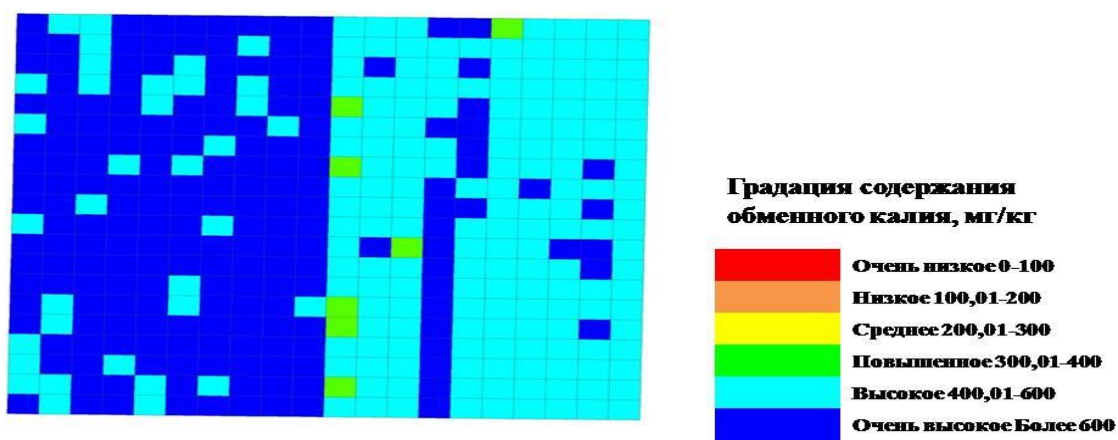 Градация содержания
обменного калия, мг/кг
Очень низкое 0-100
Низкое 100,01-200
Среднее 200,01-300
Повышенное 300,01-400
Высокое 400,01-600
Очень высокое Более 600